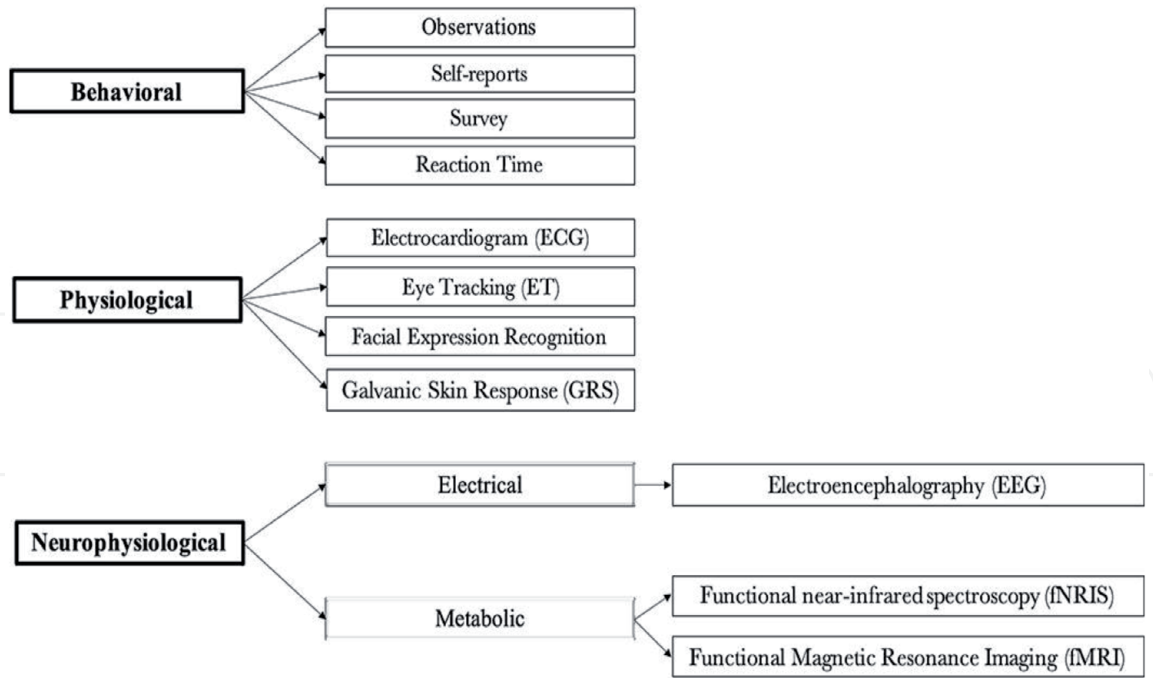 Behavioral
Observations
Self-reports
Survey
Reaction Time
Physiological
Electrocardiogram (ECG)
Eye Tracking (ET)
Facial Expression Recognition
Galvanic Skin Response (GRS)
Neurophysiological
Electrical
Electroencephalography (EEG)
Metabolic
Functional near-infrared spectroscopy (fNRIS)
Functional Magnetic Resonance Imaging (fMRI)